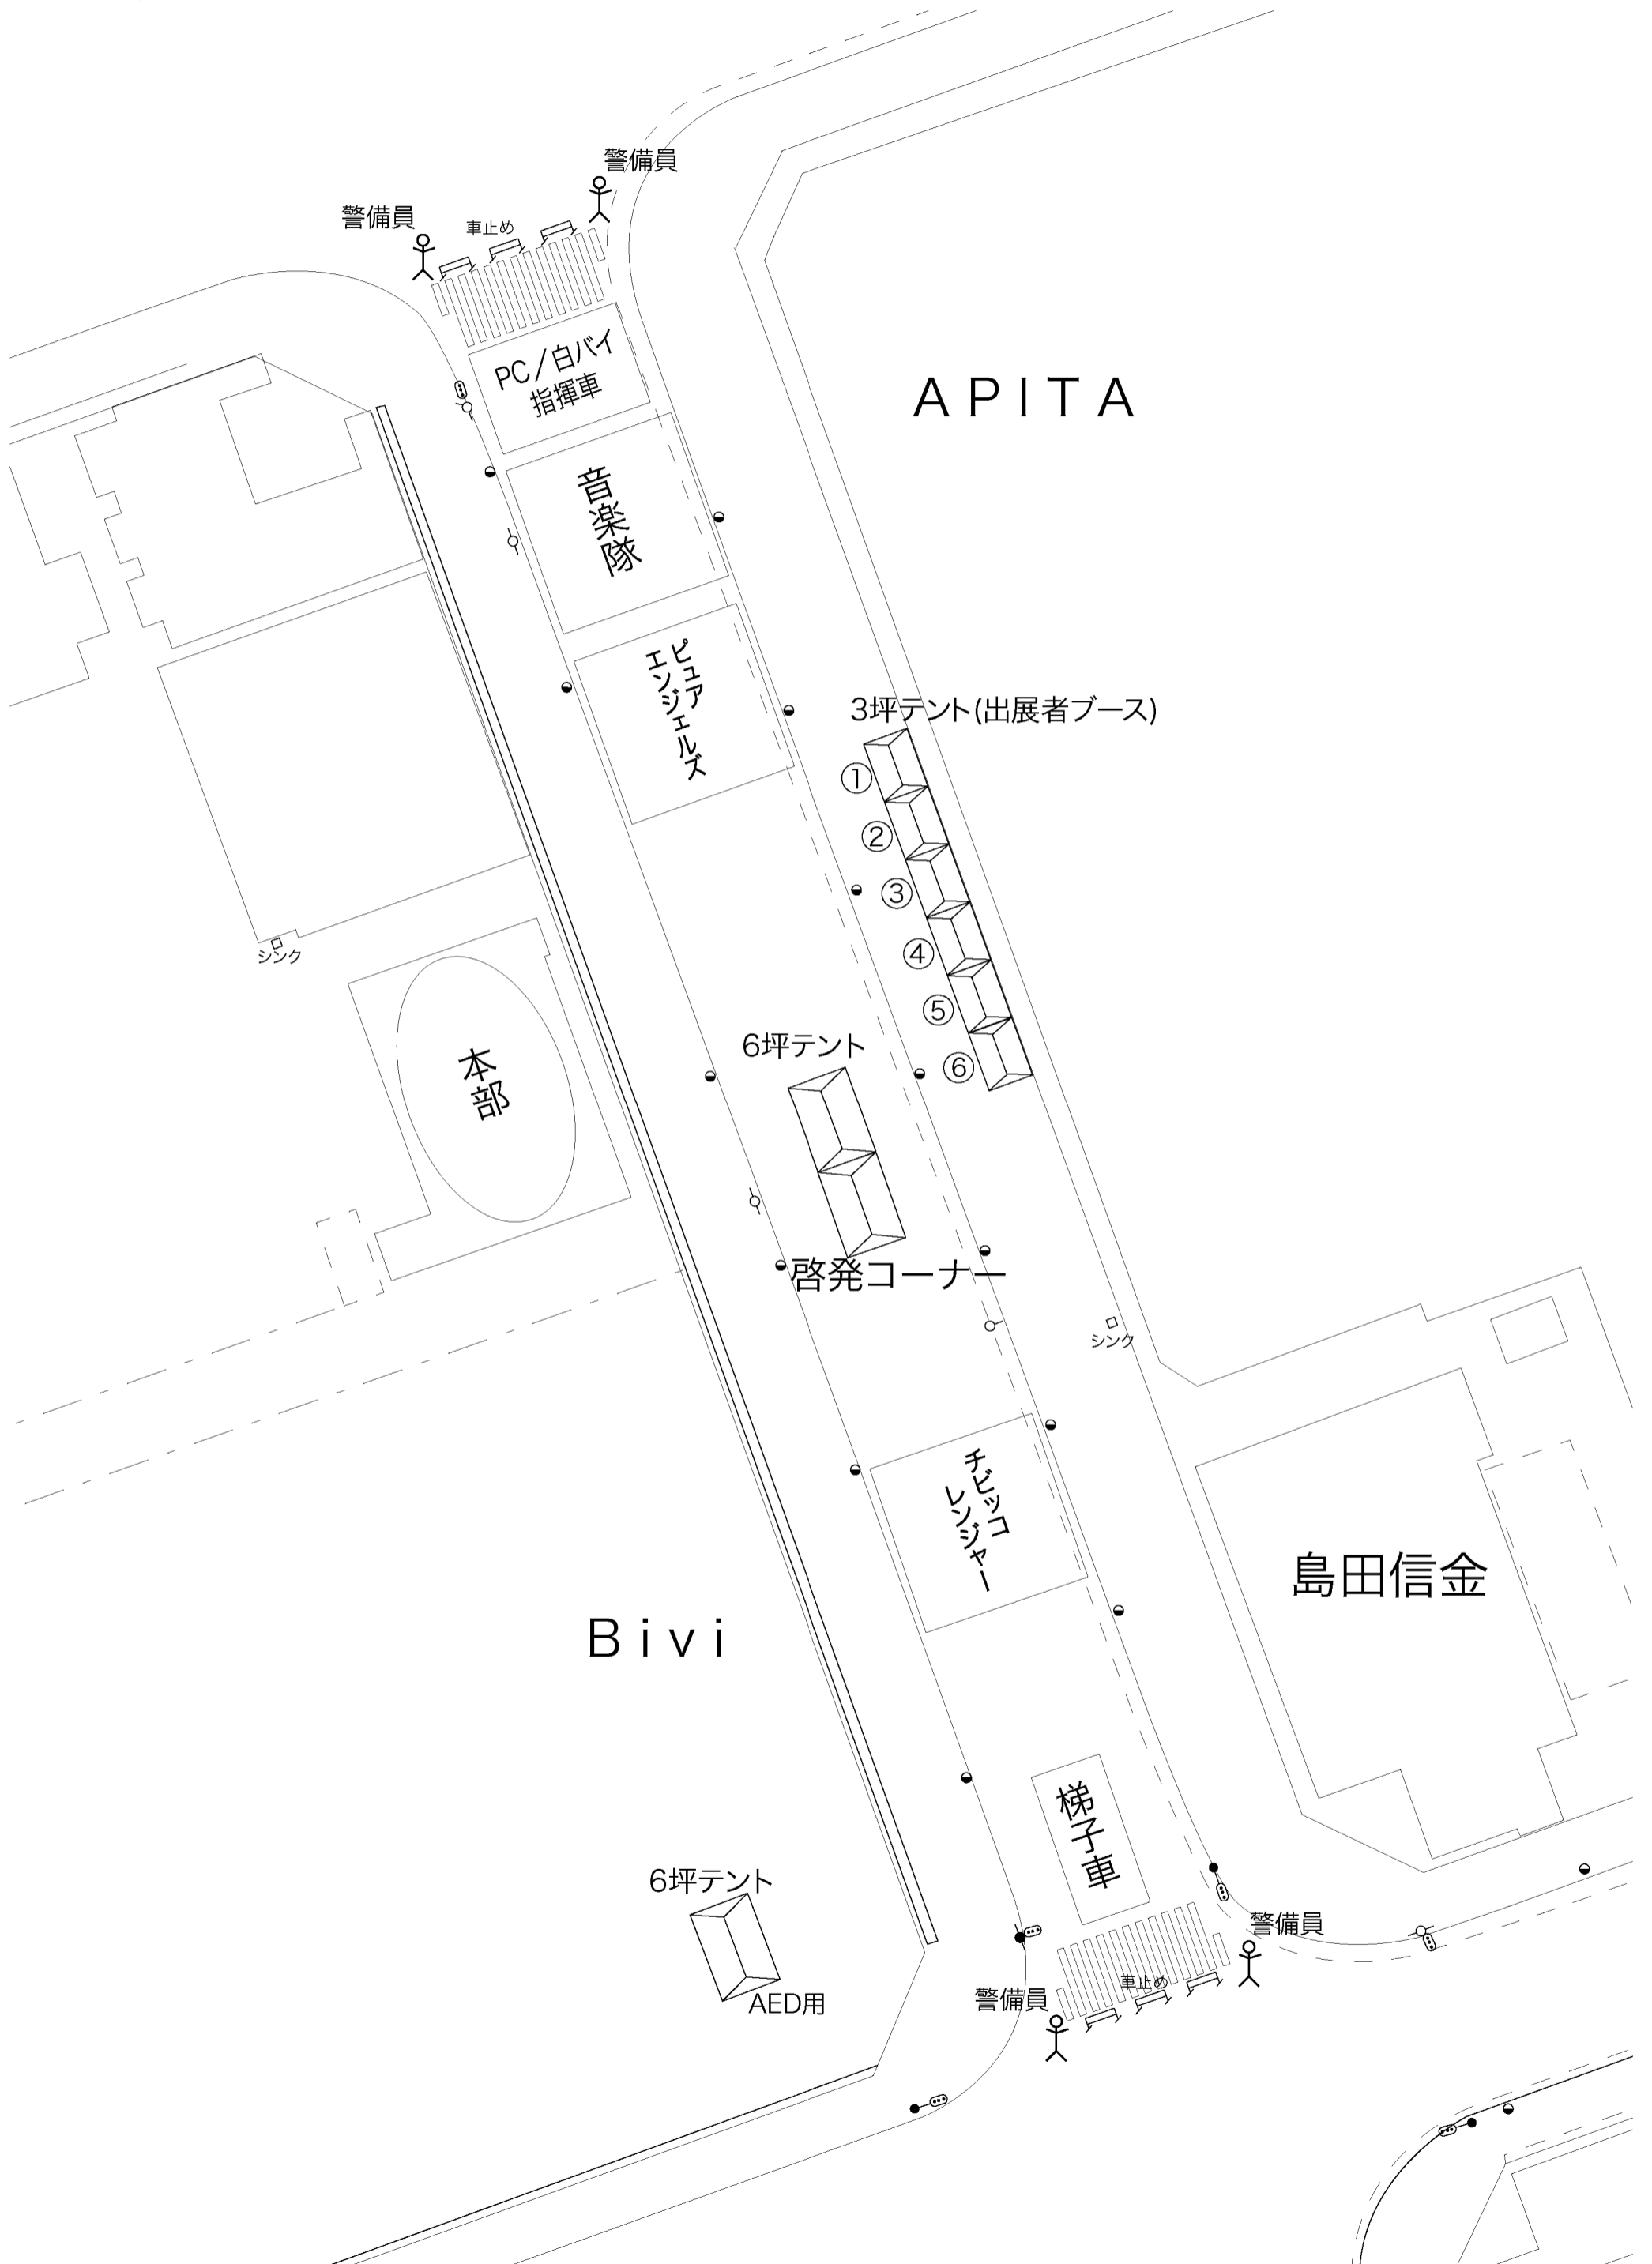 警備員
警備員
車止め
PC/白バイ
指揮車
APITA
音楽隊
ピュア
エンジェルズ
3坪テント(出展者ブース)
①
②
③
④
⑤
⑥
シンク
本部
6坪テント
啓発コーナー
シンク
チビッコ
レンジャー
島田信金
Bivi
梯子車
6坪テント
AED用
警備員
車止め
警備員